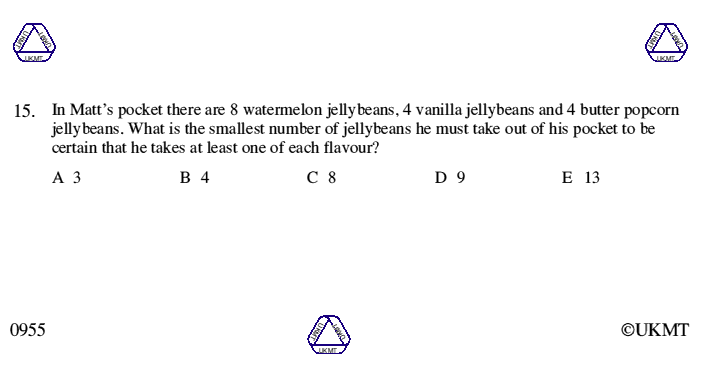 UKMT UKMT UKMT
UKMT UKMT UKMT
15. In Matt’s pocket there are 8 watermelon jellybeans, 4 vanilla jellybeans and 4 butter popcorn
jellybeans. What is the smallest number of jellybeans he must take out of his pocket to be
certain that he takes at least one of each flavour?
A 3 B 4 C 8 D 9 E 13
0955
UKMT UKMT UKMT
©UKMT